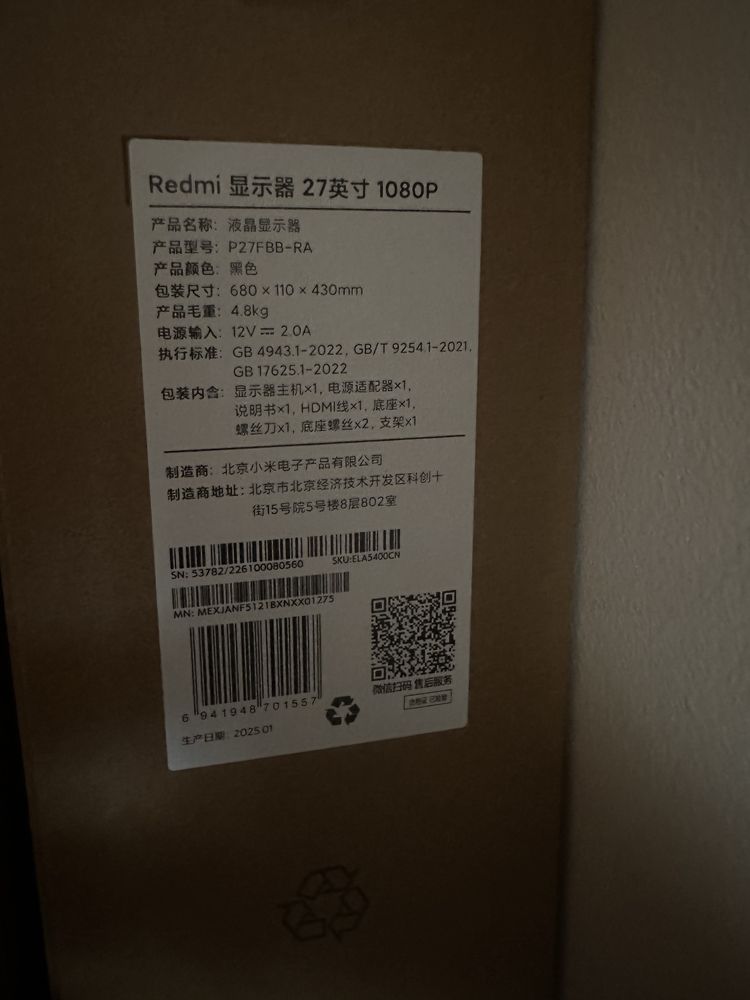 Redmi 显示器 27英寸 1080P
产品名称: 液晶显示器
产品型号: P27FBB-RA
产品颜色: 黑色
包装尺寸: 680 × 110 × 430mm
产品毛重: 4.8kg
电源输入: 12V ⎓ 2.0A
执行标准: GB 4943.1-2022, GB/T 9254.1-2021,
GB 17625.1-2022
包装内含: 显示器主机×1, 电源适配器×1,
说明书×1, HDMI线×1, 底座×1,
螺丝刀×1, 底座螺丝×2, 支架×1
制造商: 北京小米电子产品有限公司
制造商地址: 北京市北京经济技术开发区科创十
街15号院5号楼8层802室
SN: 53782/226100080560 SKU:ELA5400CN
MN: MEXJANF5121BXNXX01275
6 941948 701557
微信扫码 售后服务
合格证 已检验
生产日期: 2025.01